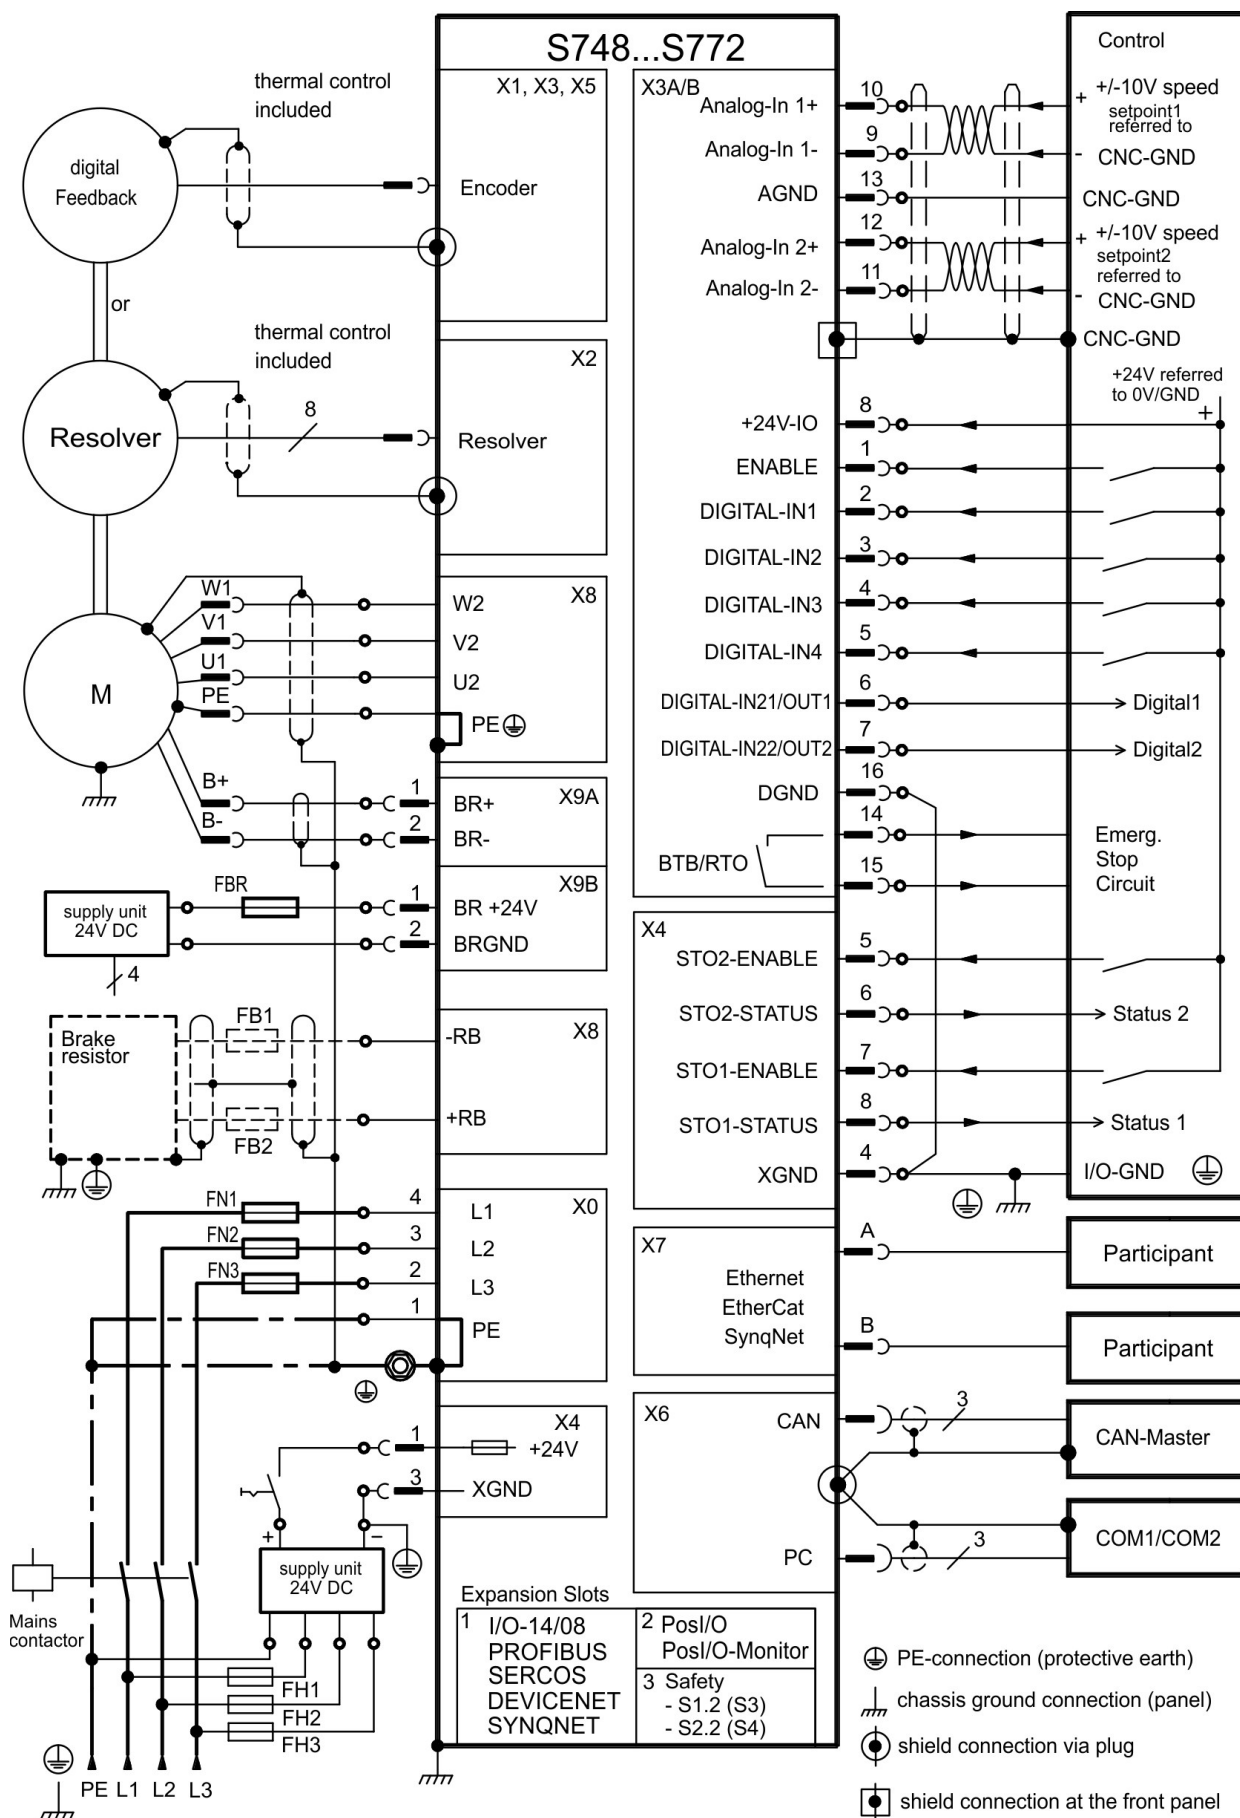 S748...S772
thermal control
included
digital
Feedback
X1, X3, X5
Encoder
or
thermal control
included
Resolver
8
X2
Resolver
M
W1
V1
U1
PE
X8
W2
V2
U2
PE
B+
B-
1
2
X9A
BR+
BR-
supply unit
24V DC
4
FBR
1
2
X9B
BR +24V
BRGND
Brake
resistor
FB1
FB2
X8
-RB
+RB
FN1
FN2
FN3
4
3
2
1
X0
L1
L2
L3
PE
X4
1
+24V
3
XGND
+
–
supply unit
24V DC
Mains
contactor
FH1
FH2
FH3
PE L1 L2 L3
Expansion Slots
1 I/O-14/08
PROFIBUS
SERCOS
DEVICENET
SYNQNET
2 PosI/O
PosI/O-Monitor
3 Safety
- S1.2 (S3)
- S2.2 (S4)
X3A/B
Analog-In 1+
10
Analog-In 1-
9
AGND
13
Analog-In 2+
12
Analog-In 2-
11
+24V-IO
8
ENABLE
1
DIGITAL-IN1
2
DIGITAL-IN2
3
DIGITAL-IN3
4
DIGITAL-IN4
5
DIGITAL-IN21/OUT1
6
DIGITAL-IN22/OUT2
7
DGND
16
BTB/RTO
14
15
X4
STO2-ENABLE
5
STO2-STATUS
6
STO1-ENABLE
7
STO1-STATUS
8
XGND
4
X7
Ethernet
EtherCat
SynqNet
A
B
X6
CAN
3
PC
3
Control
+ +/-10V speed
setpoint1
referred to
- CNC-GND
CNC-GND
+ +/-10V speed
setpoint2
referred to
- CNC-GND
CNC-GND
+24V referred
to 0V/GND
+
Digital1
Digital2
Emerg.
Stop
Circuit
Status 2
Status 1
I/O-GND
Participant
Participant
CAN-Master
COM1/COM2
PE-connection (protective earth)
chassis ground connection (panel)
shield connection via plug
shield connection at the front panel